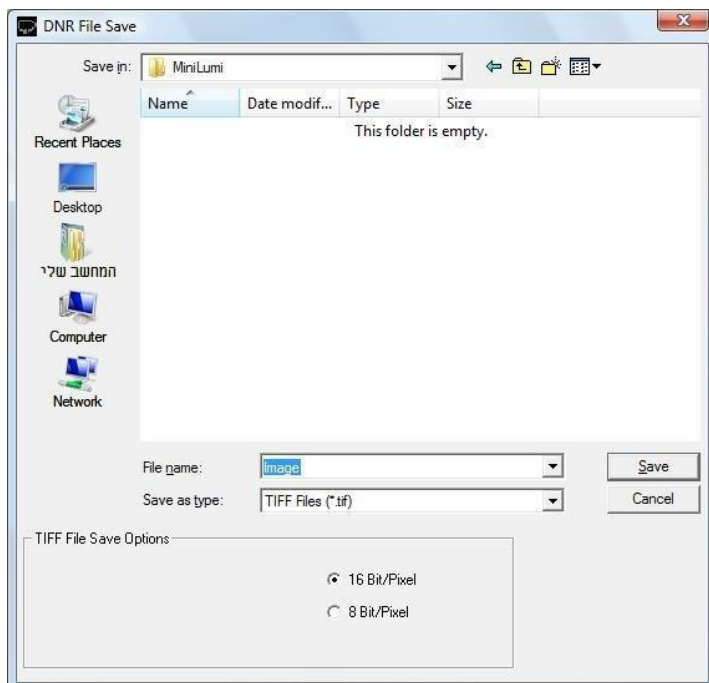 DNR File Save
Save in: MiniLumi
Name Date modif... Type Size
This folder is empty.
Recent Places
Desktop
המחשב שלי
Computer
Network
File name: Image Save
Save as type: TIFF Files (*.tif) Cancel
TIFF File Save Options
16 Bit/Pixel
8 Bit/Pixel